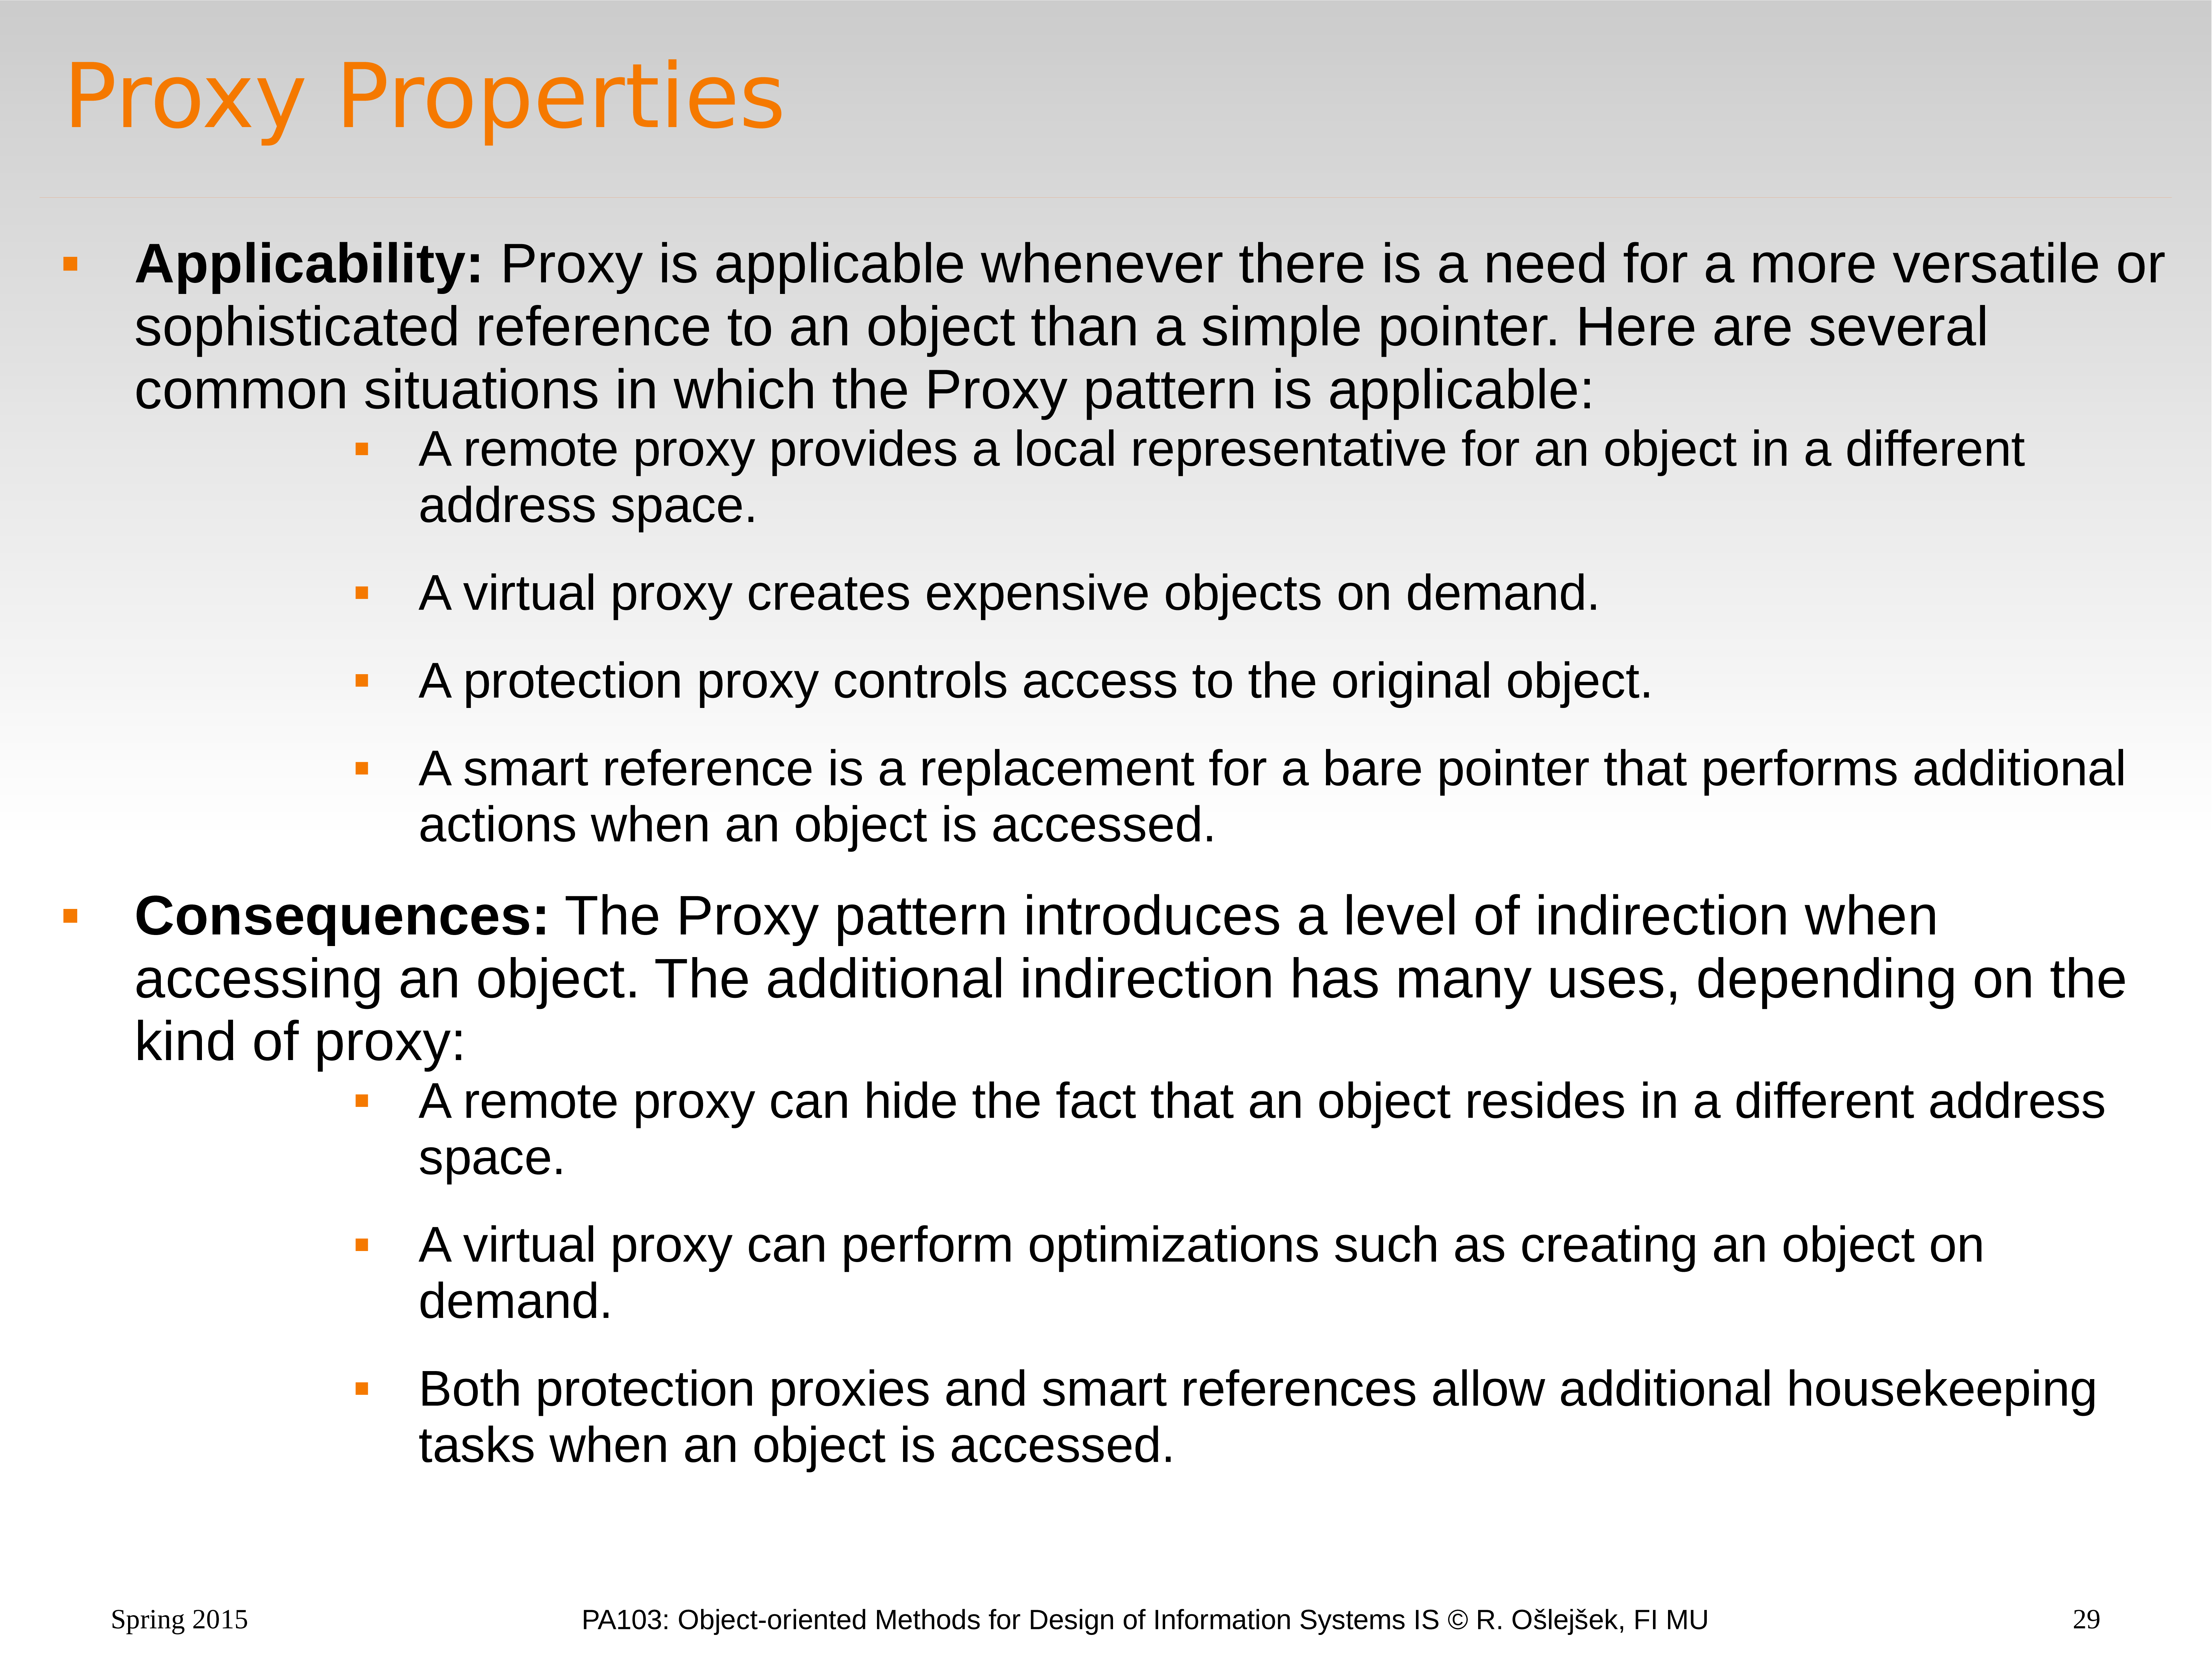 Proxy Properties
Applicability: Proxy is applicable whenever there is a need for a more versatile or
sophisticated reference to an object than a simple pointer. Here are several
common situations in which the Proxy pattern is applicable:
A remote proxy provides a local representative for an object in a different
address space.
A virtual proxy creates expensive objects on demand.
A protection proxy controls access to the original object.
A smart reference is a replacement for a bare pointer that performs additional
actions when an object is accessed.
Consequences: The Proxy pattern introduces a level of indirection when
accessing an object. The additional indirection has many uses, depending on the
kind of proxy:
A remote proxy can hide the fact that an object resides in a different address
space.
A virtual proxy can perform optimizations such as creating an object on
demand.
Both protection proxies and smart references allow additional housekeeping
tasks when an object is accessed.
Spring 2015 PA103: Object-oriented Methods for Design of Information Systems IS © R. Ošlejšek, FI MU 29